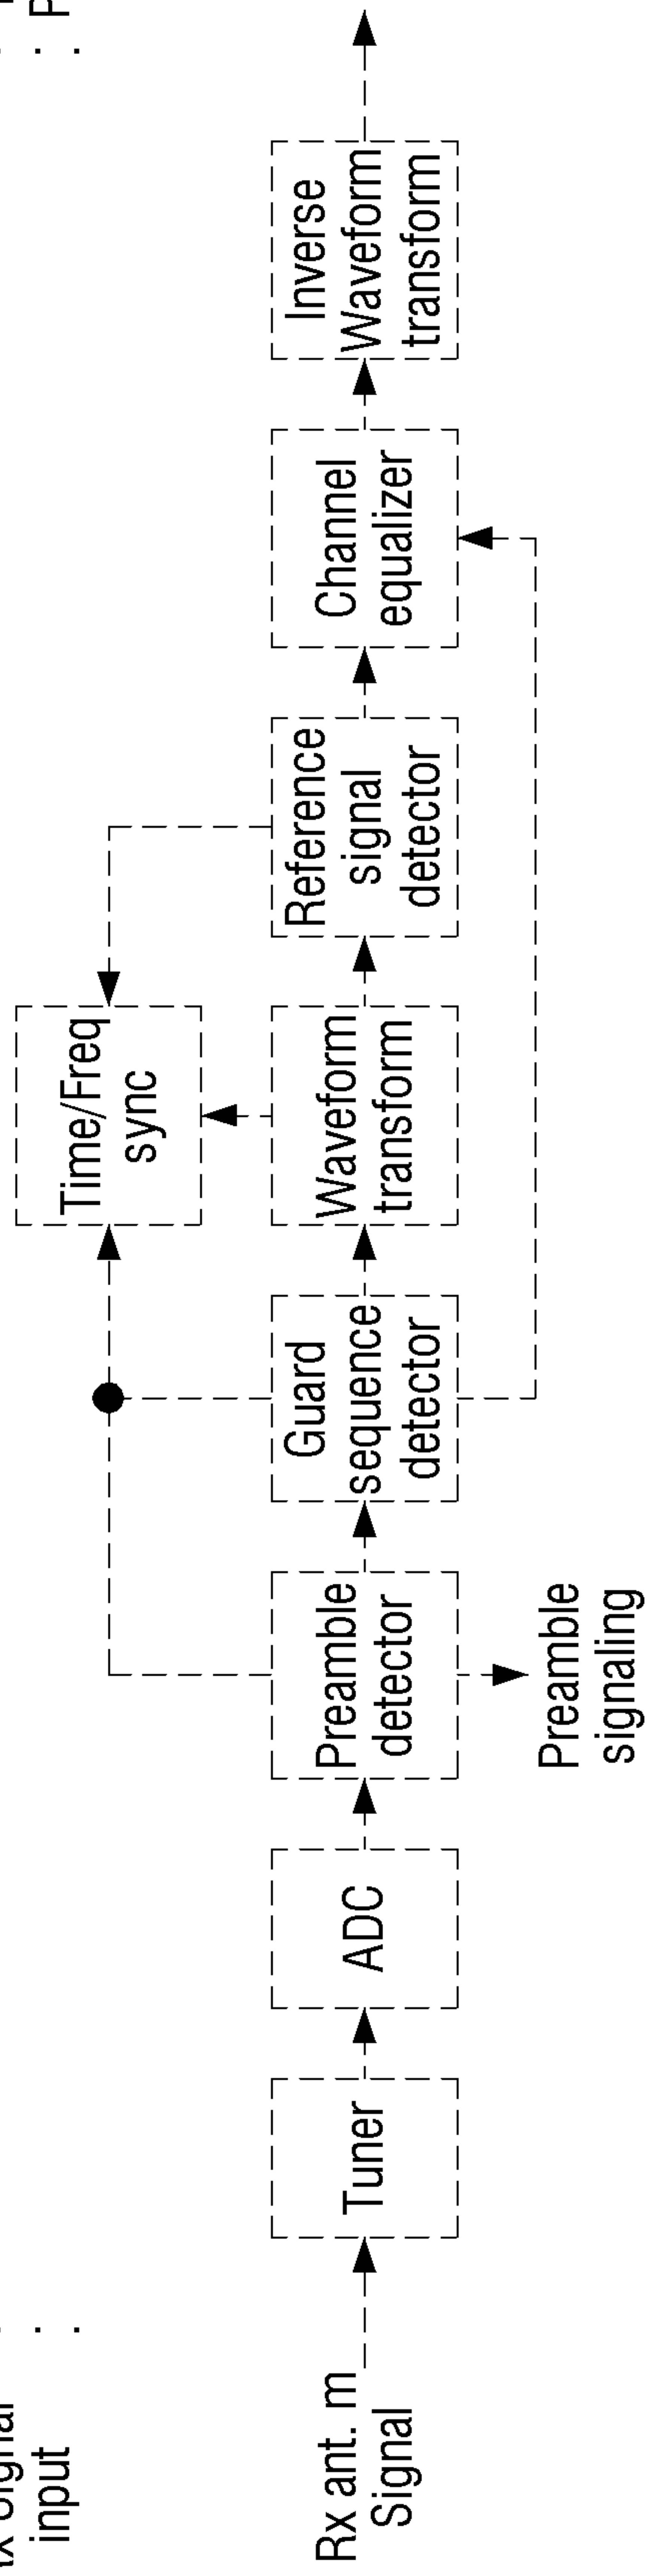 input
Rx ant. m
Signal
Tuner
ADC
Preamble
detector
Preamble
signaling
Guard
sequence
detector
Time/Freq
sync
Waveform
transform
Reference
signal
detector
Channel
equalizer
Inverse
Waveform
transform